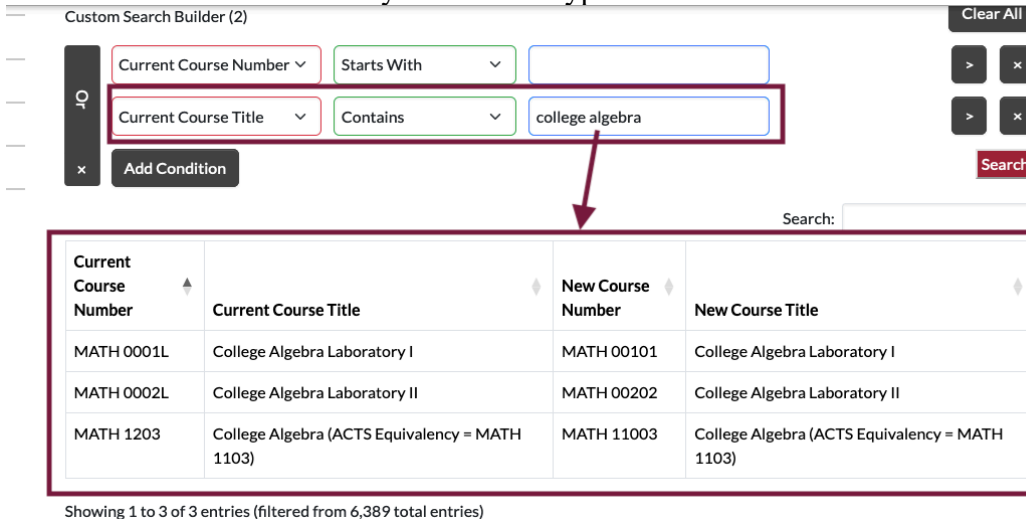 Custom Search Builder (2)
Clear All
Current Course Number
Starts With
>
×
Or
Current Course Title
Contains
college algebra
>
×
×
Add Condition
Search
Search:
Current
Course
Number
Current Course Title
New Course
Number
New Course Title
MATH 0001L College Algebra Laboratory I MATH 00101 College Algebra Laboratory I
MATH 0002L College Algebra Laboratory II MATH 00202 College Algebra Laboratory II
MATH 1203 College Algebra (ACTS Equivalency = MATH MATH 11003 College Algebra (ACTS Equivalency = MATH
1103) 1103)
Showing 1 to 3 of 3 entries (filtered from 6,389 total entries)